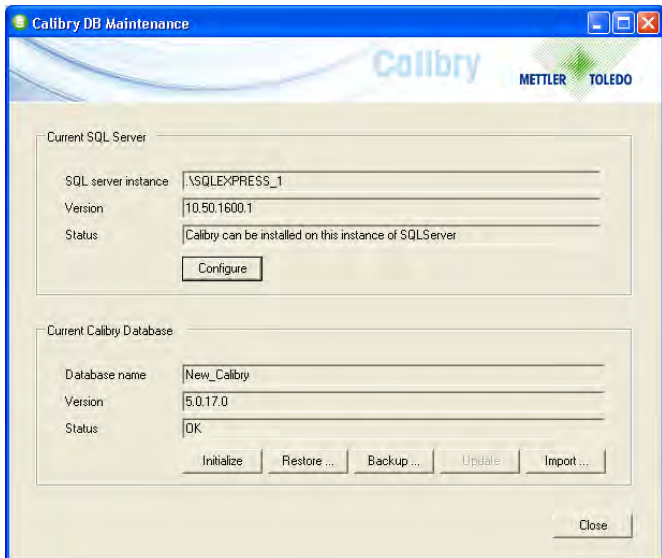 Calibry DB Maintenance
Calibry
METTLER TOLEDO
Current SQL Server
SQL server instance .\SQLEXPRESS_1
Version 10.50.1600.1
Status Calibry can be installed on this instance of SQLServer
Configure
Current Calibry Database
Database name New_Calibry
Version 5.0.17.0
Status OK
Initialize Restore ... Backup ... Update Import ...
Close